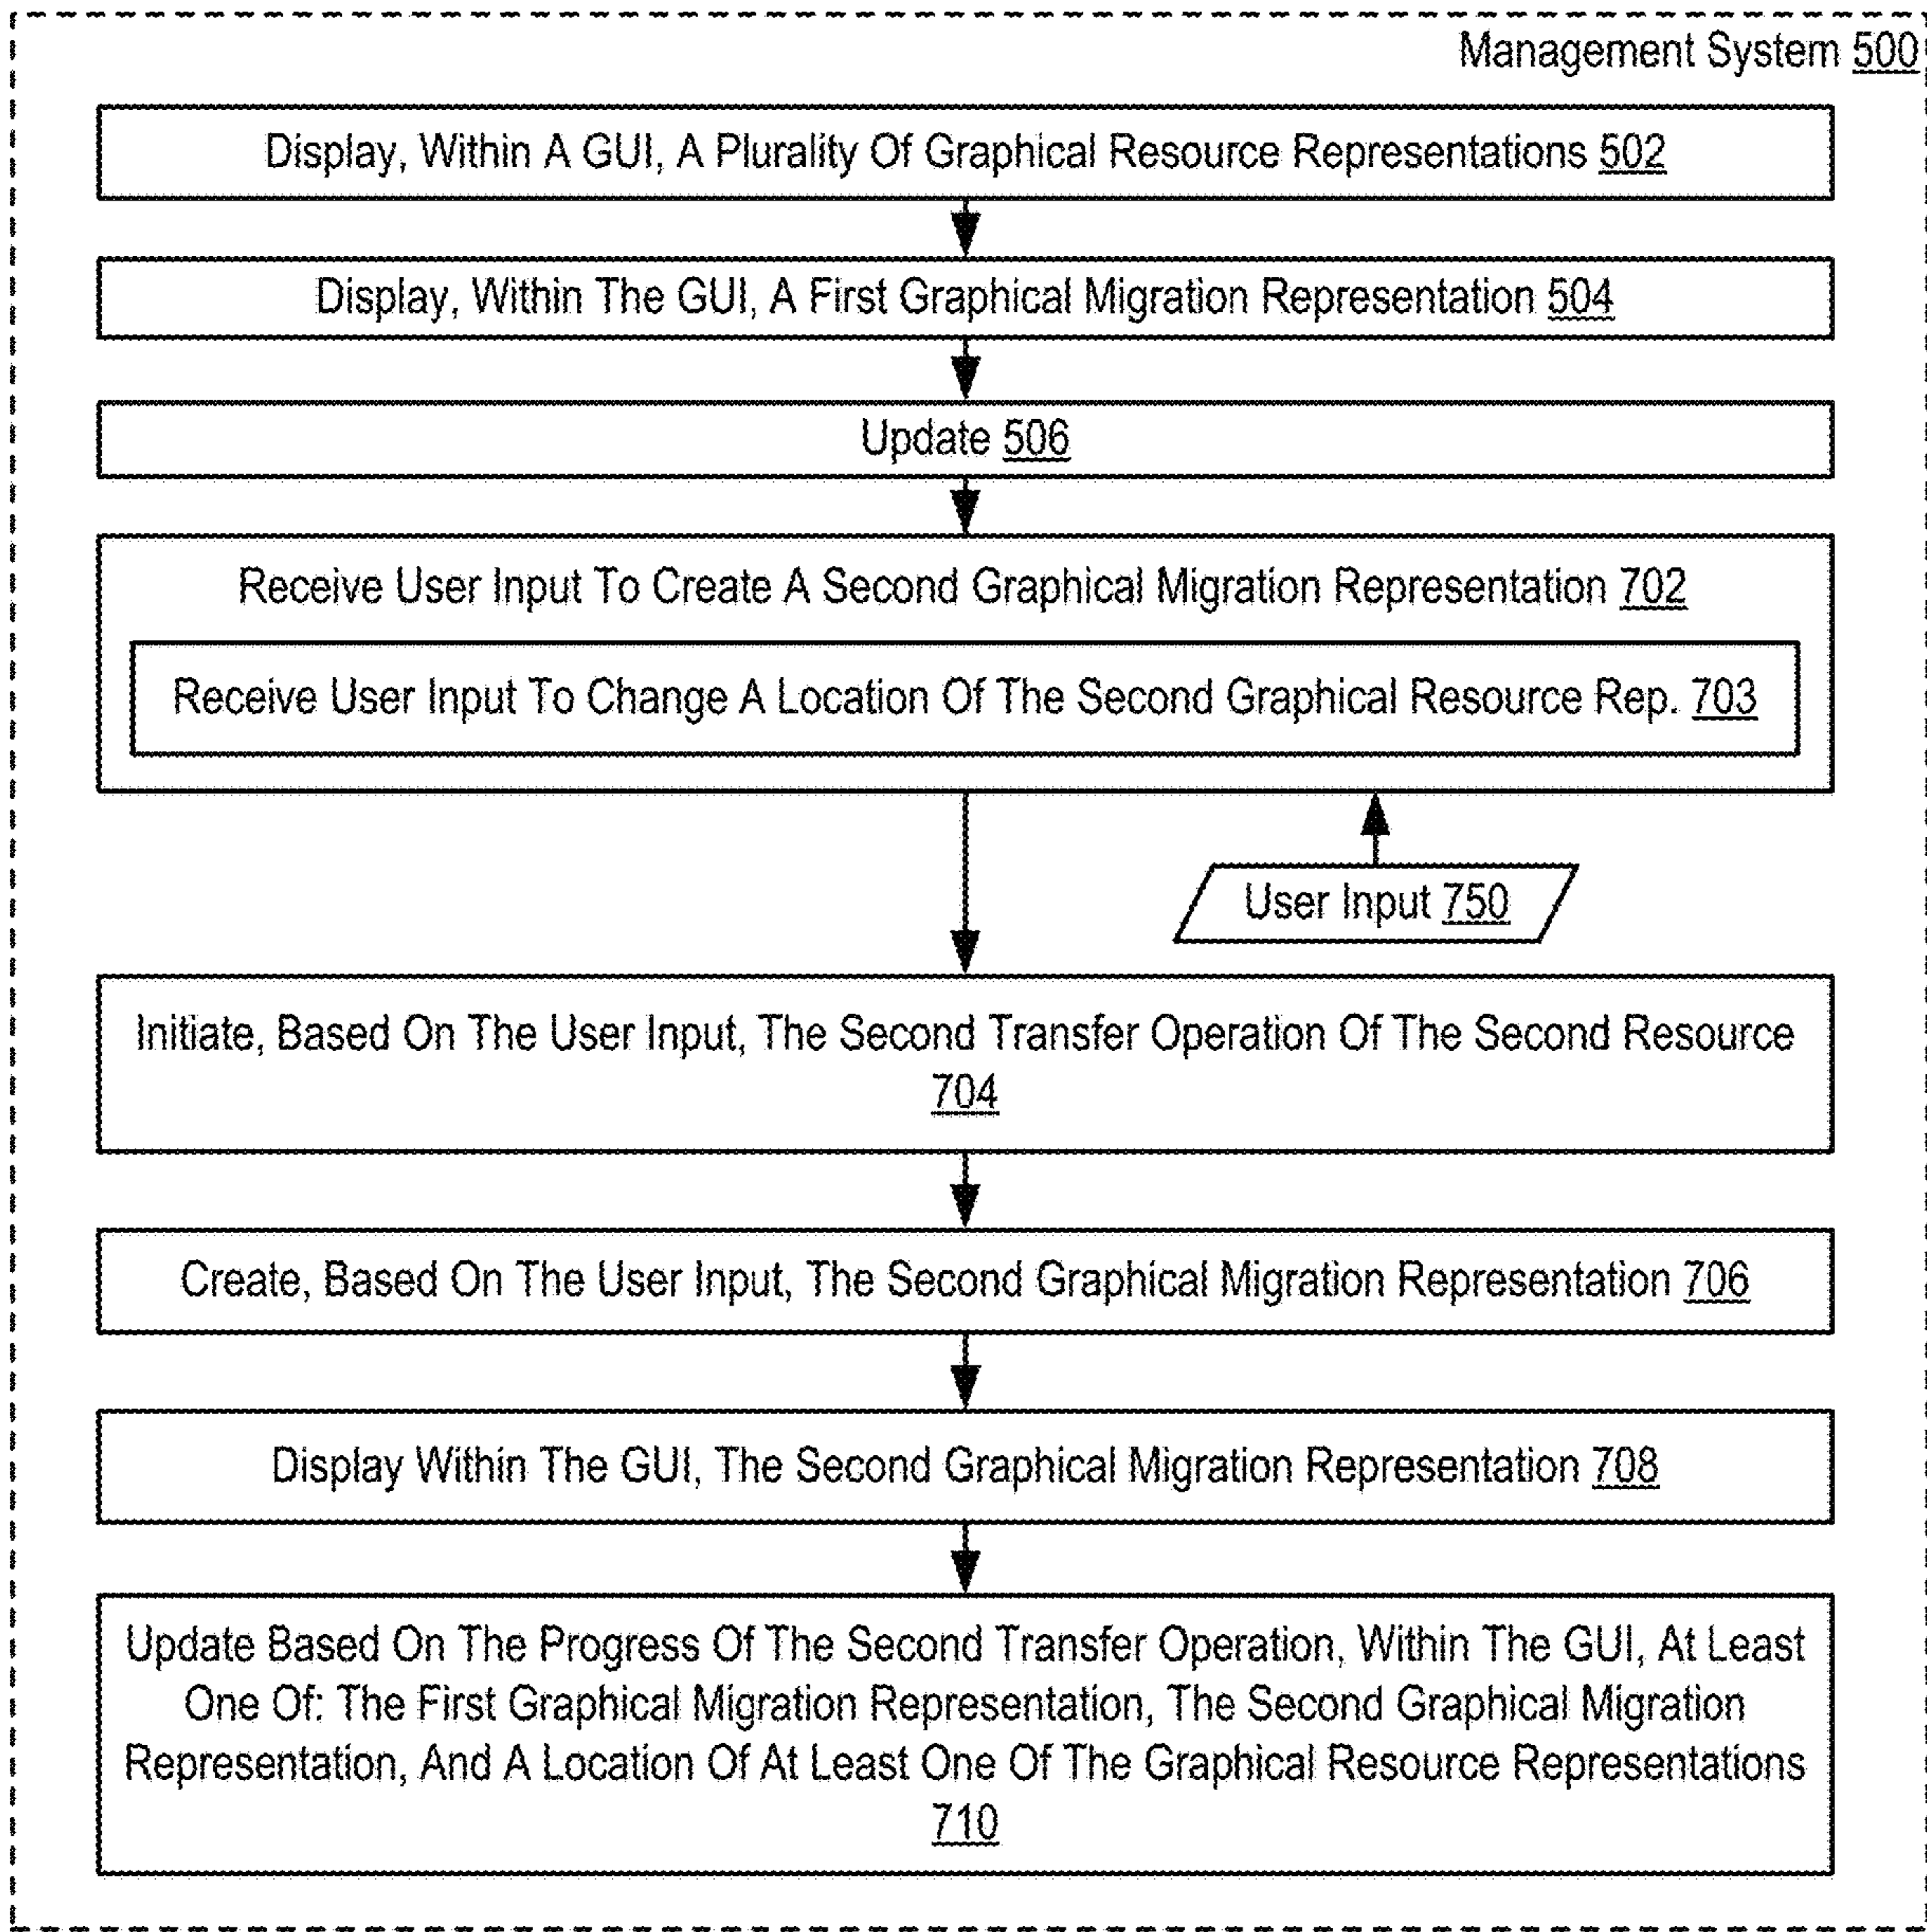 Management System 500
Display, Within A GUI, A Plurality Of Graphical Resource Representations 502
Display, Within The GUI, A First Graphical Migration Representation 504
Update 506
Receive User Input To Create A Second Graphical Migration Representation 702
Receive User Input To Change A Location Of The Second Graphical Resource Rep. 703
User Input 750
Initiate, Based On The User Input, The Second Transfer Operation Of The Second Resource
704
Create, Based On The User Input, The Second Graphical Migration Representation 706
Display Within The GUI, The Second Graphical Migration Representation 708
Update Based On The Progress Of The Second Transfer Operation, Within The GUI, At Least
One Of: The First Graphical Migration Representation, The Second Graphical Migration
Representation, And A Location Of At Least One Of The Graphical Resource Representations
710